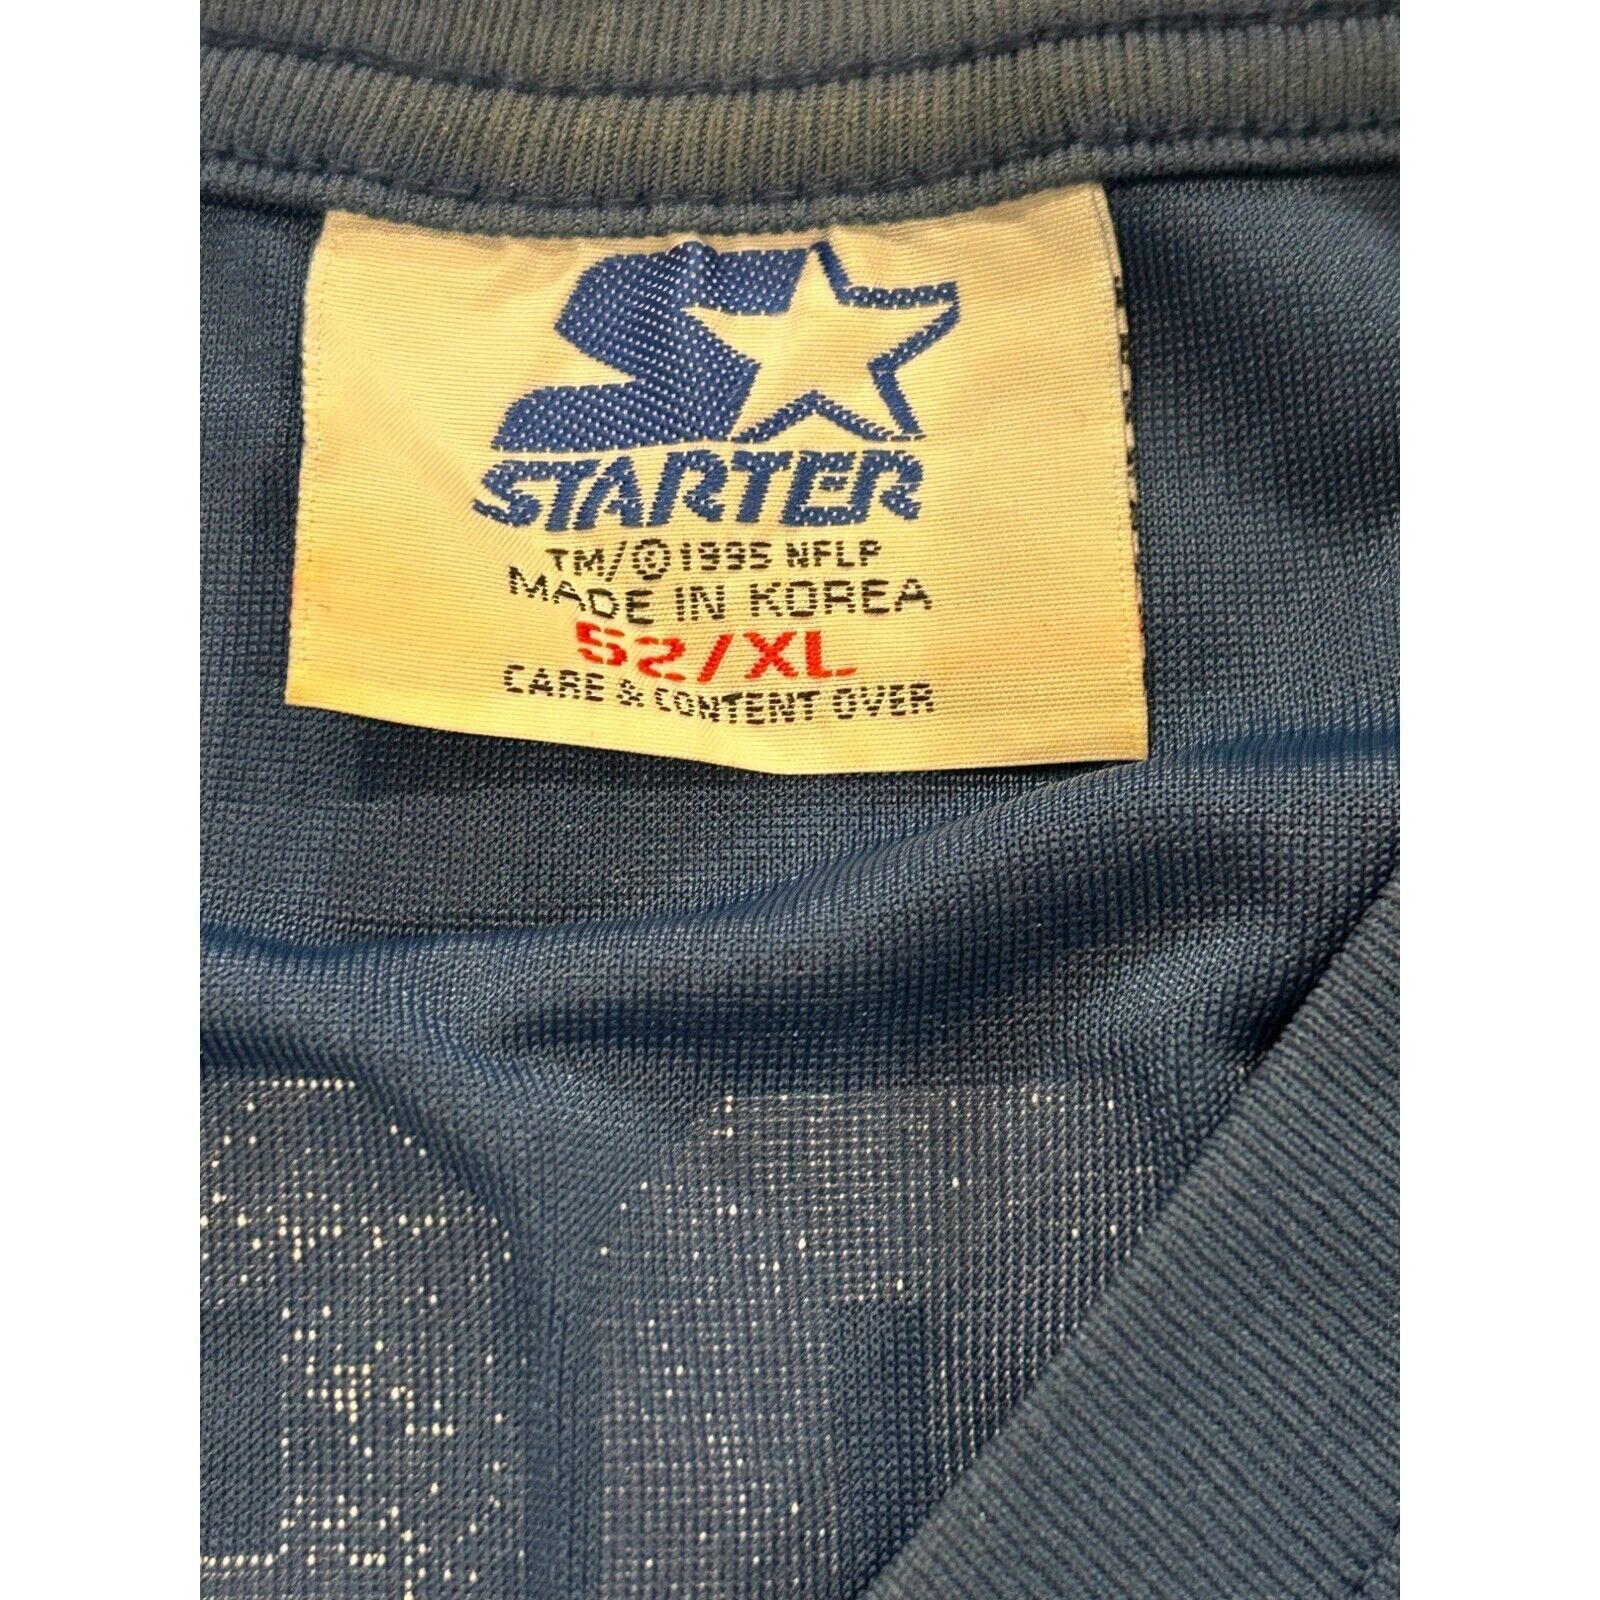 STARTER
TM/©1995 NFLP
MADE IN KOREA
52/XL
CARE & CONTENT OVER